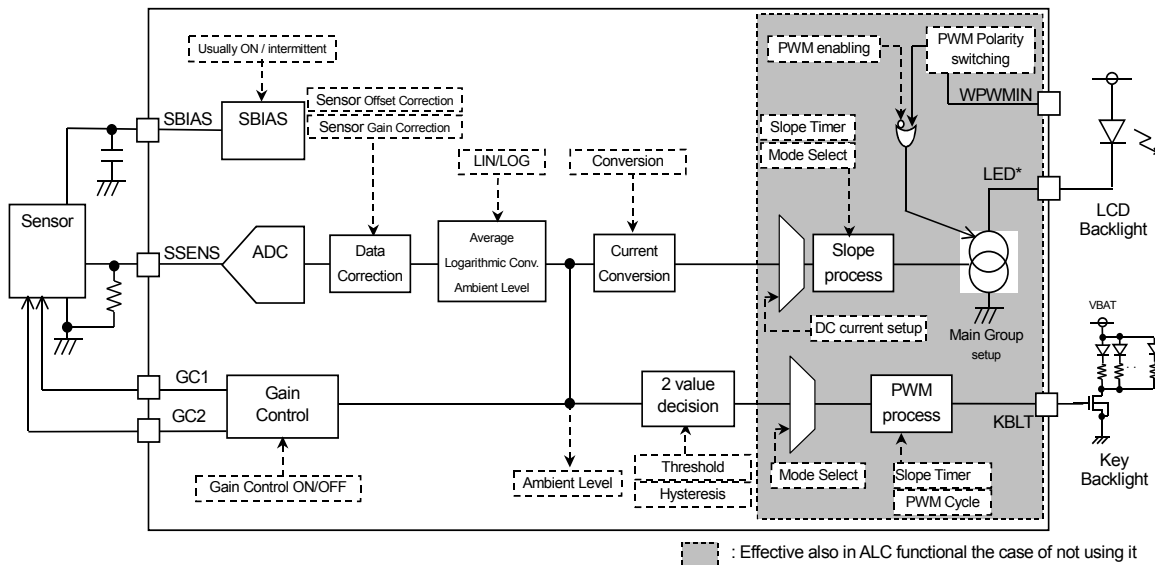 Usually ON / intermittent
PWM enabling
PWM Polarity
switching
WPWMIN
SBIAS
SBIAS
Sensor Offset Correction
Sensor Gain Correction
Slope Timer
Mode Select
LIN/LOG
Conversion
LED*
LCD
Backlight
Sensor
SSENS
ADC
Data
Correction
Average
Logarithmic Conv.
Ambient Level
Current
Conversion
Slope
process
DC current setup
Main Group
setup
VBAT
GC1
GC2
Gain
Control
2 value
decision
PWM
process
KBLT
Gain Control ON/OFF
Ambient Level
Threshold
Hysteresis
Mode Select
Slope Timer
PWM Cycle
Key
Backlight
: Effective also in ALC functional the case of not using it